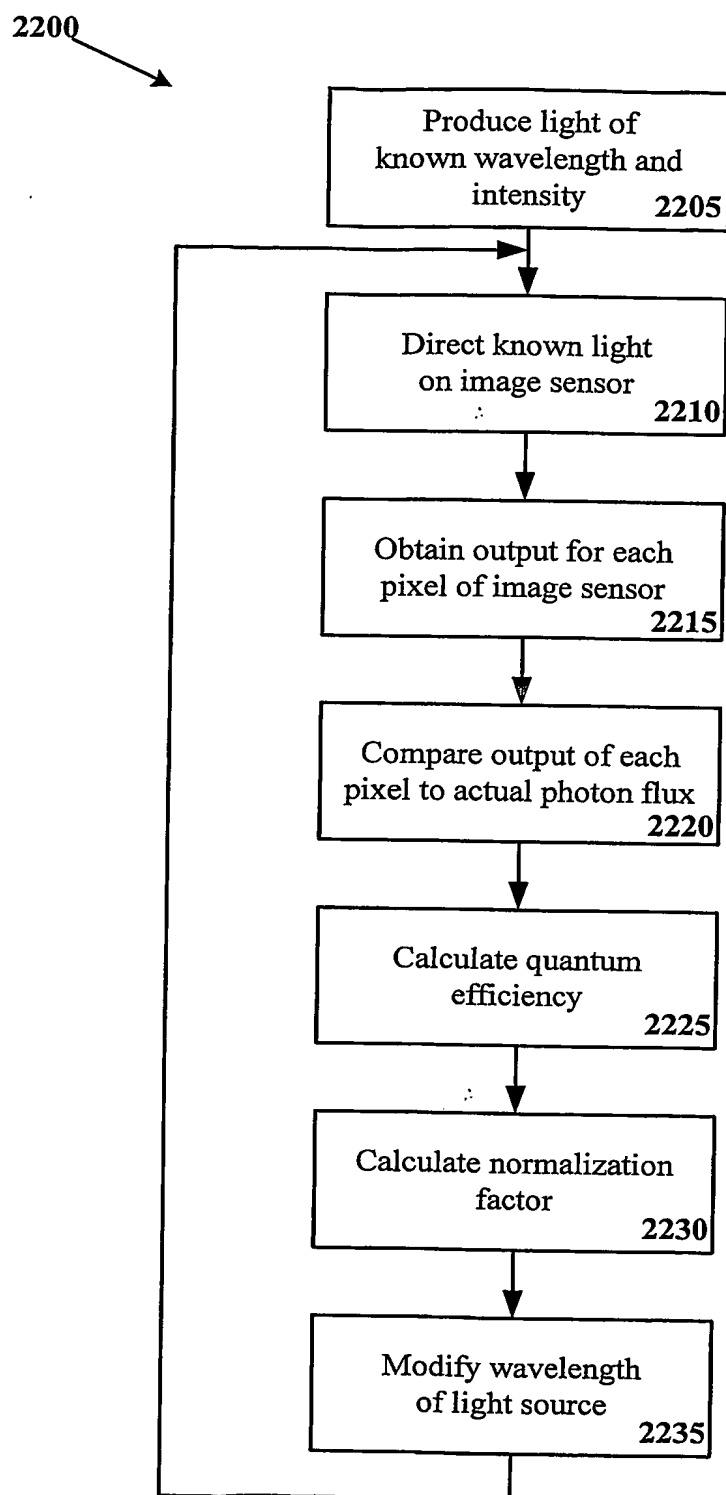 2200
Produce light of
known wavelength and
intensity 2205
Direct known light
on image sensor
2210
Obtain output for each
pixel of image sensor
2215
Compare output of each
pixel to actual photon flux
2220
Calculate quantum
efficiency
2225
Calculate normalization
factor
2230
Modify wavelength
of light source
2235